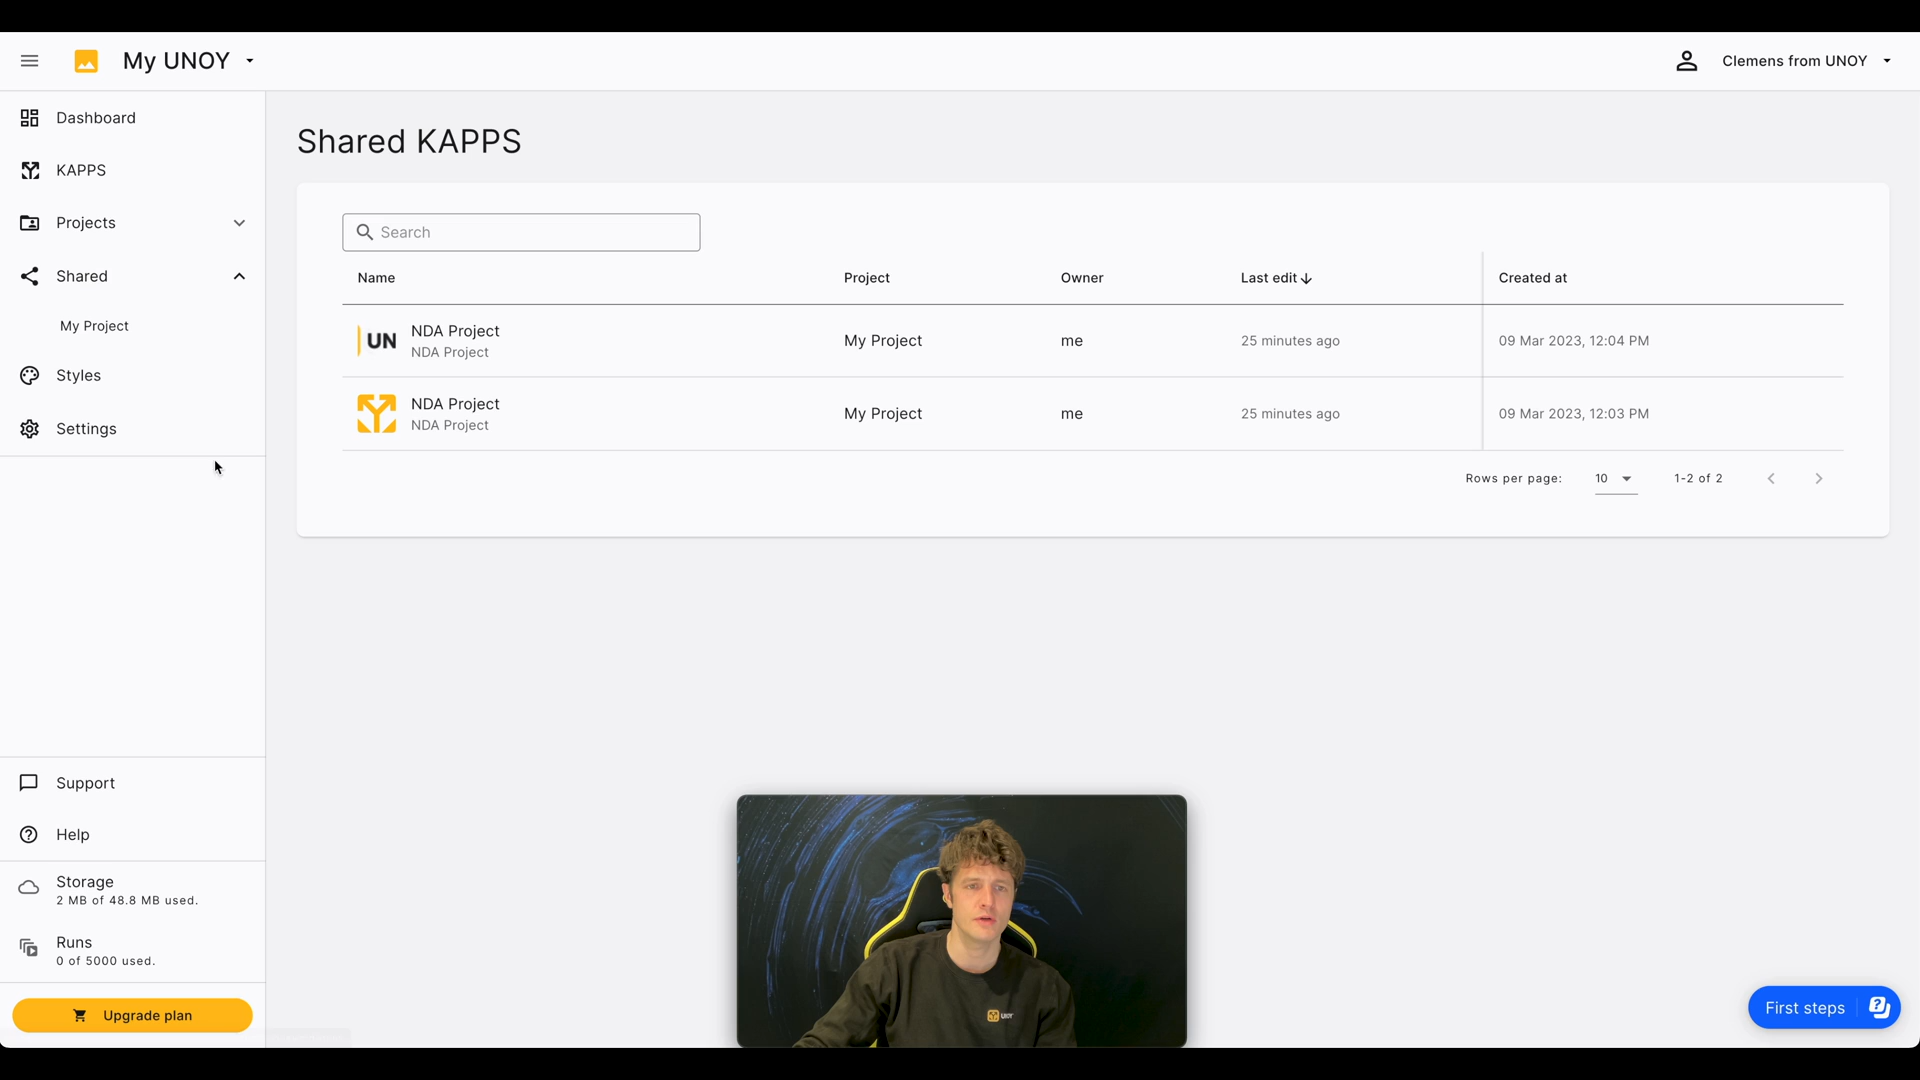 My UNOY
Clemens from UNOY
Dashboard
KAPPS
Projects
Shared
My Project
Styles
Settings
Support
Help
Storage
2 MB of 48.8 MB used.
Runs
0 of 5000 used.
Upgrade plan
Shared KAPPS
Search
Name Project Owner Last edit Created at
UN NDA Project My Project me 25 minutes ago 09 Mar 2023, 12:04 PM
NDA Project
NDA Project My Project me 25 minutes ago 09 Mar 2023, 12:03 PM
NDA Project
Rows per page: 10 1-2 of 2
UNOY
First steps